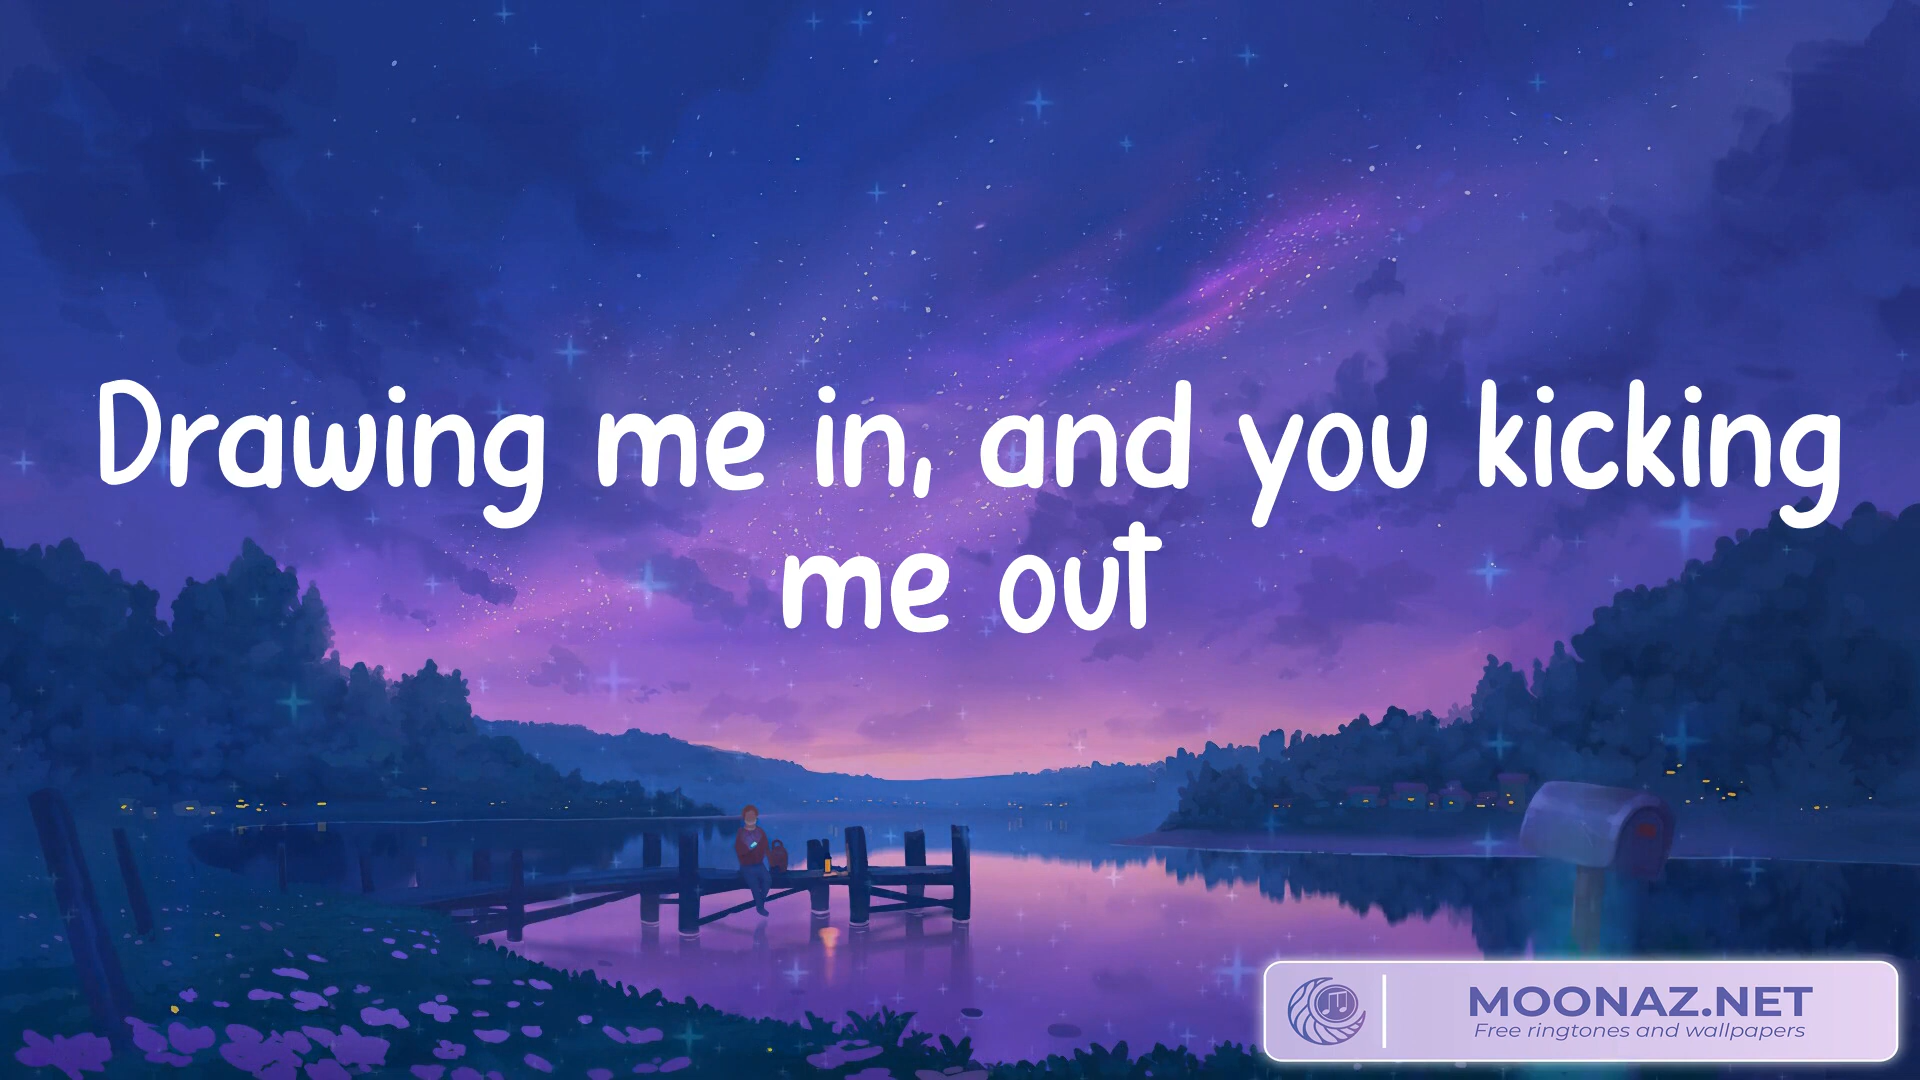 Drawing me in, and you kicking
me out
MOONAZ.NET
Free ringtones and wallpapers